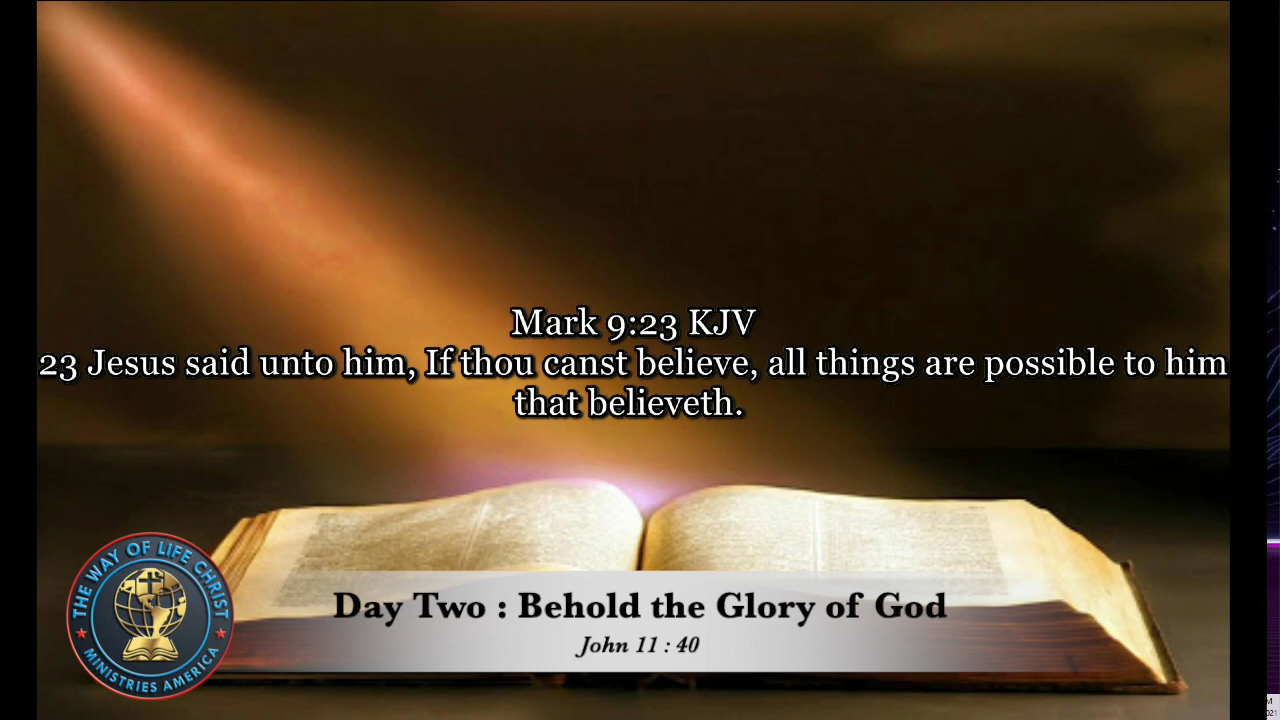 Mark 9:23 KJV
23 Jesus said unto him, If thou canst believe, all things are possible to him
that believeth.
Day Two : Behold the Glory of God
John 11 : 40
THE WAY OF LIFE CHRIST
MINISTRIES AMERICA